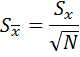 S_x̅ = S_x / √N